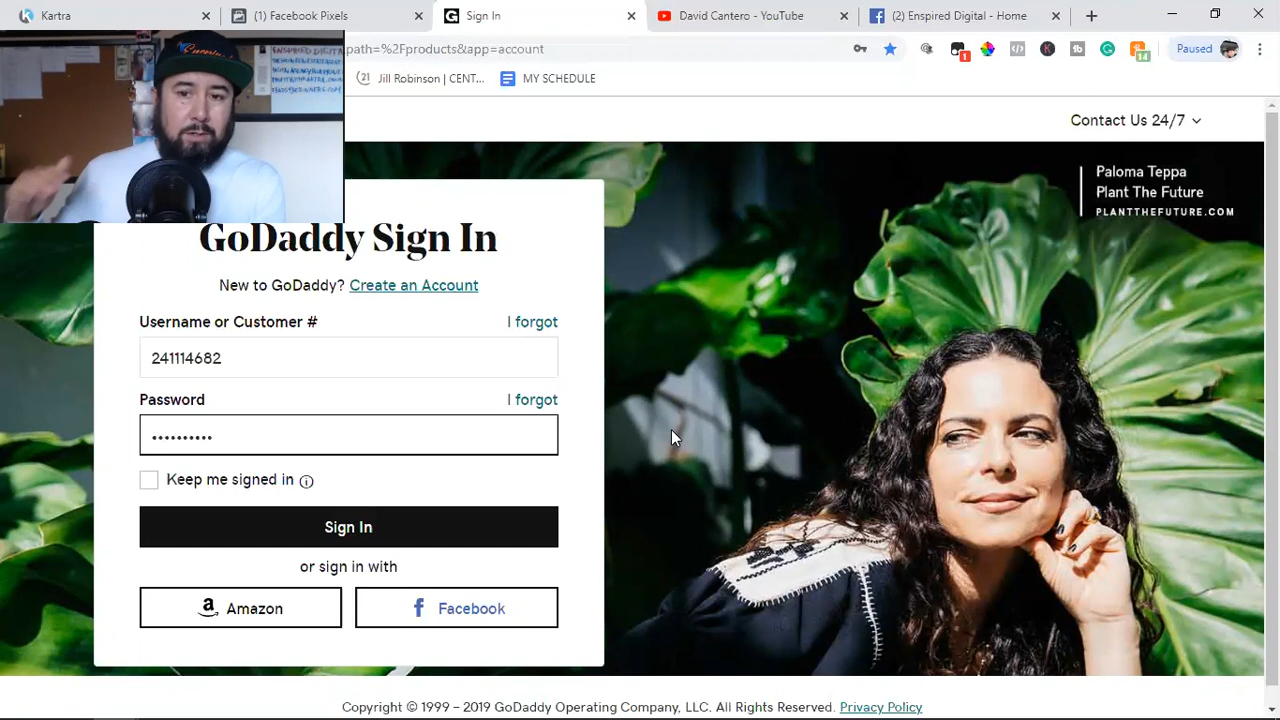 Kartra
(1) Facebook Pixels
Sign In
David Cantero - YouTube
(2) Enspired Digital - Home
path=%2Fproducts&app=account
1
14
Paused
21 Jill Robinson | CENT...
MY SCHEDULE
Contact Us 24/7
Paloma Teppa
Plant The Future
PLANTTHEFUTURE.COM
GoDaddy Sign In
New to GoDaddy? Create an Account
Username or Customer #
I forgot
241114682
Password
I forgot
••••••••••
Keep me signed in
Sign In
or sign in with
Amazon
Facebook
Copyright © 1999 – 2019 GoDaddy Operating Company, LLC. All Rights Reserved. Privacy Policy